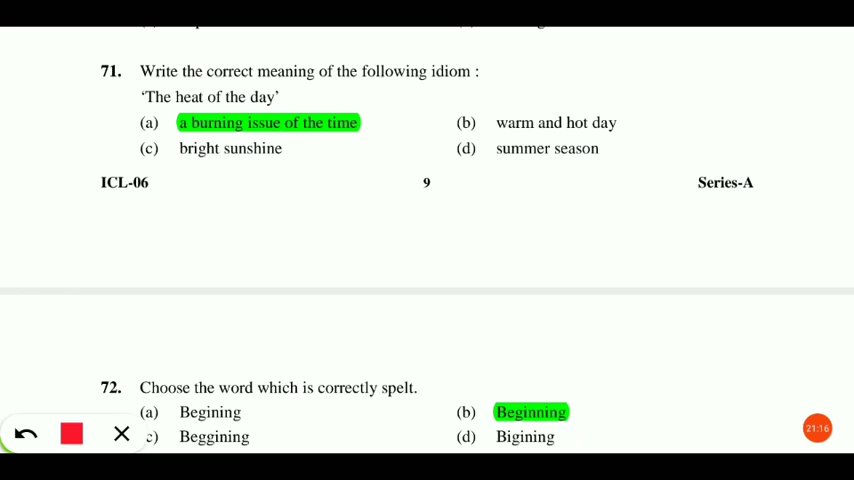 71. Write the correct meaning of the following idiom :
‘The heat of the day’
(a) a burning issue of the time (b) warm and hot day
(c) bright sunshine (d) summer season
ICL-06 9 Series-A
72. Choose the word which is correctly spelt.
(a) Begining (b) Beginning
c) Beggining (d) Bigining
21:16